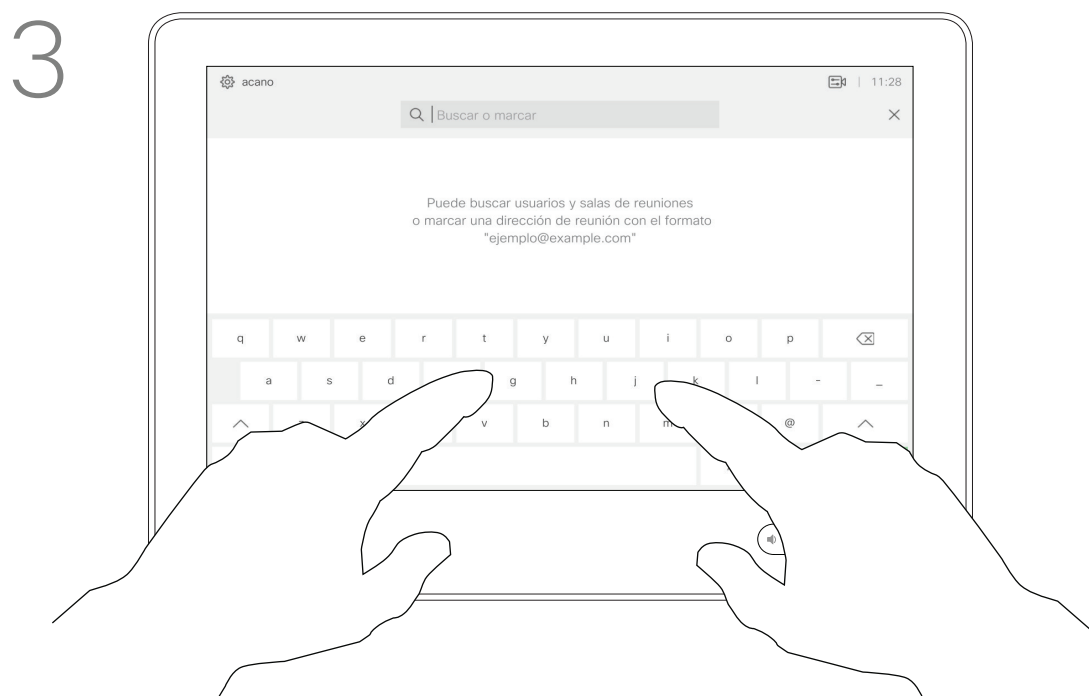 3
acano 11:28
Buscar o marcar
Puede buscar usuarios y salas de reuniones
o marcar una dirección de reunión con el formato
"ejemplo@example.com"
q w e r t y u i o p
a s d g h j k l - _
x v b n m @